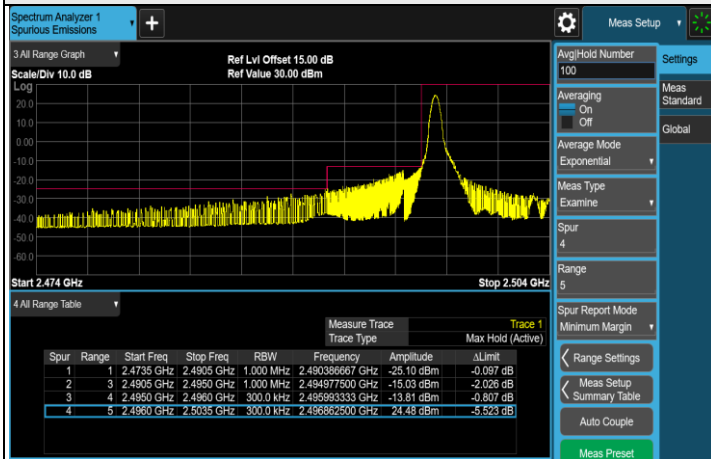 Spectrum Analyzer 1
Spurious Emissions
Meas Setup
3 All Range Graph
Scale/Div 10.0 dB
Ref Lvl Offset 15.00 dB
Ref Value 30.00 dBm
Log
20.0
10.0
0.00
-10.0
-20.0
-30.0
-40.0
-50.0
-60.0
Start 2.474 GHz
Stop 2.504 GHz
4 All Range Table
Measure Trace Trace 1
Trace Type Max Hold (Active)
Spur Range Start Freq Stop Freq RBW Frequency Amplitude ΔLimit
1 1 2.4735 GHz 2.4905 GHz 1.000 MHz 2.490386667 GHz -25.10 dBm -0.097 dB
2 3 2.4905 GHz 2.4950 GHz 1.000 MHz 2.494977500 GHz -15.03 dBm -2.026 dB
3 4 2.4950 GHz 2.4960 GHz 300.0 kHz 2.495993333 GHz -13.81 dBm -0.807 dB
4 5 2.4960 GHz 2.5035 GHz 300.0 kHz 2.496862500 GHz 24.48 dBm -5.523 dB
Avg|Hold Number
100
Averaging
On
Off
Average Mode
Exponential
Meas Type
Examine
Spur
4
Range
5
Spur Report Mode
Minimum Margin
Range Settings
Meas Setup
Summary Table
Auto Couple
Meas Preset
Settings
Meas
Standard
Global